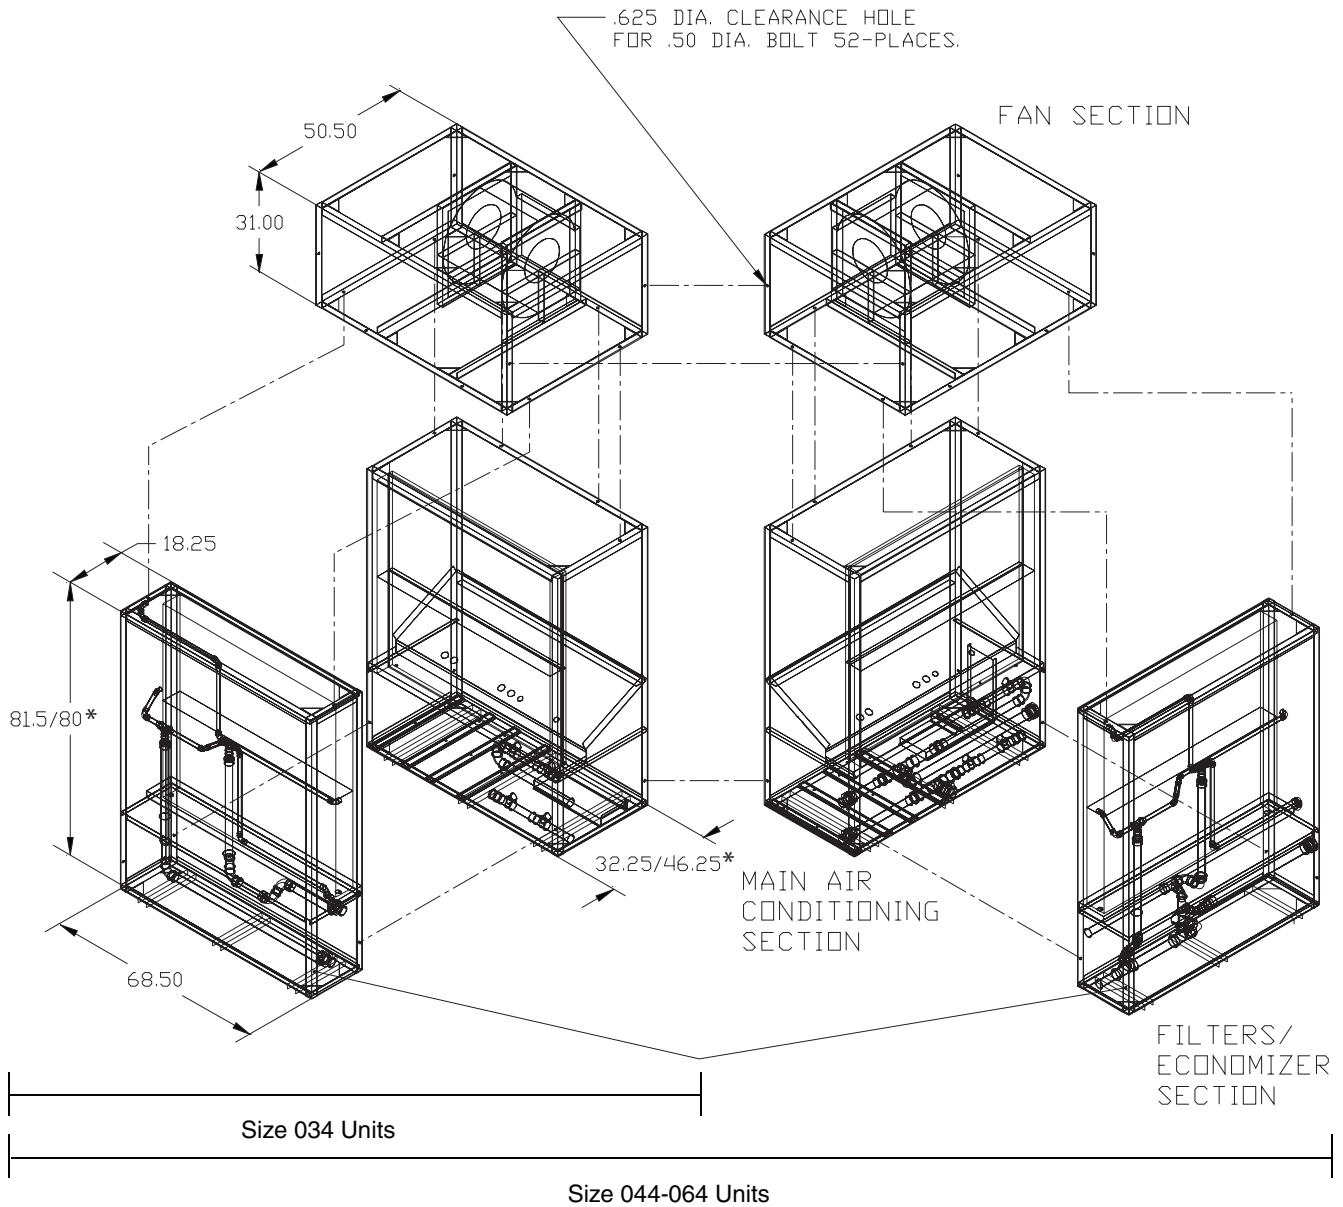 .625 DIA. CLEARANCE HOLE
FOR .50 DIA. BOLT 52-PLACES.
FAN SECTION
50.50
31.00
18.25
81.5/80*
32.25/46.25*
MAIN AIR
CONDITIONING
SECTION
68.50
FILTERS/
ECONOMIZER
SECTION
Size 034 Units
Size 044-064 Units